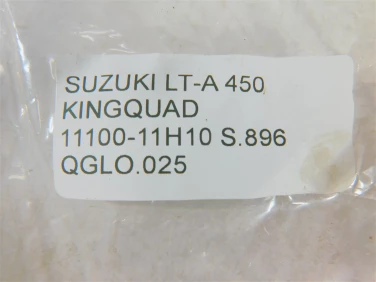 SUZUKI LT-A 450
KINGQUAD
11100-11H10 S.896
QGLO.025